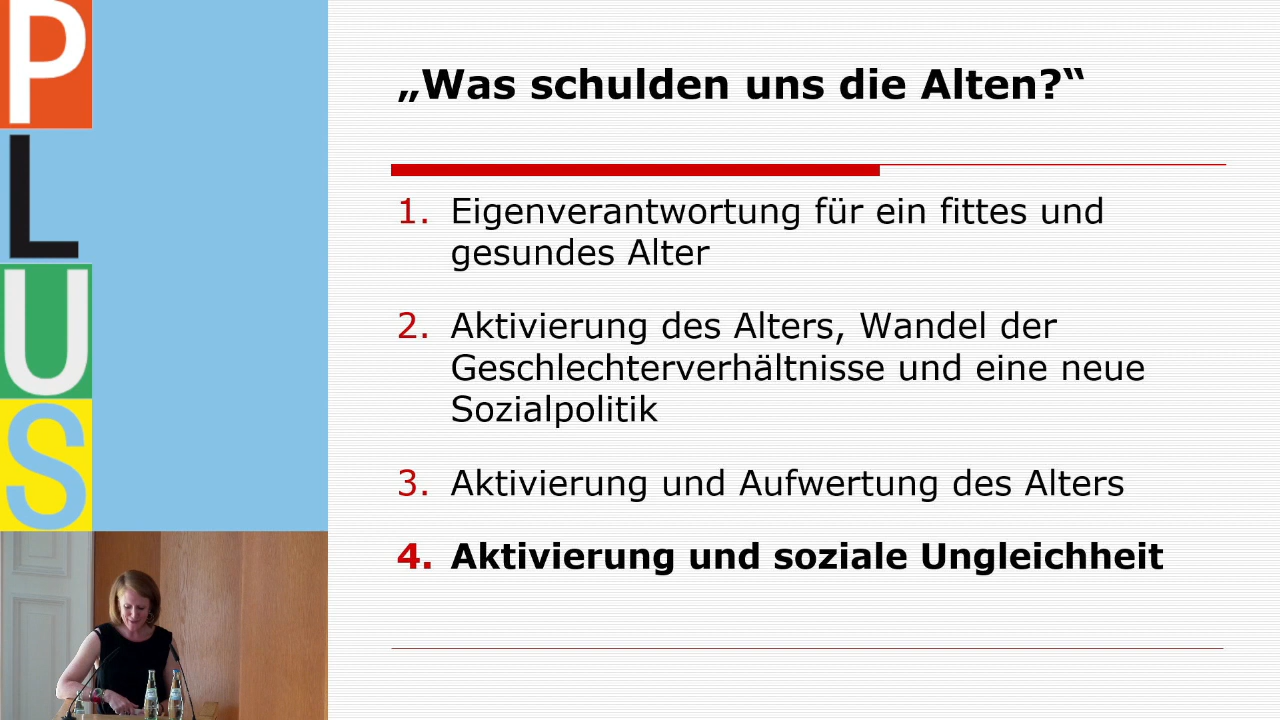 P
L
U
S
„Was schulden uns die Alten?“
1. Eigenverantwortung für ein fittes und
gesundes Alter
2. Aktivierung des Alters, Wandel der
Geschlechterverhältnisse und eine neue
Sozialpolitik
3. Aktivierung und Aufwertung des Alters
4. Aktivierung und soziale Ungleichheit